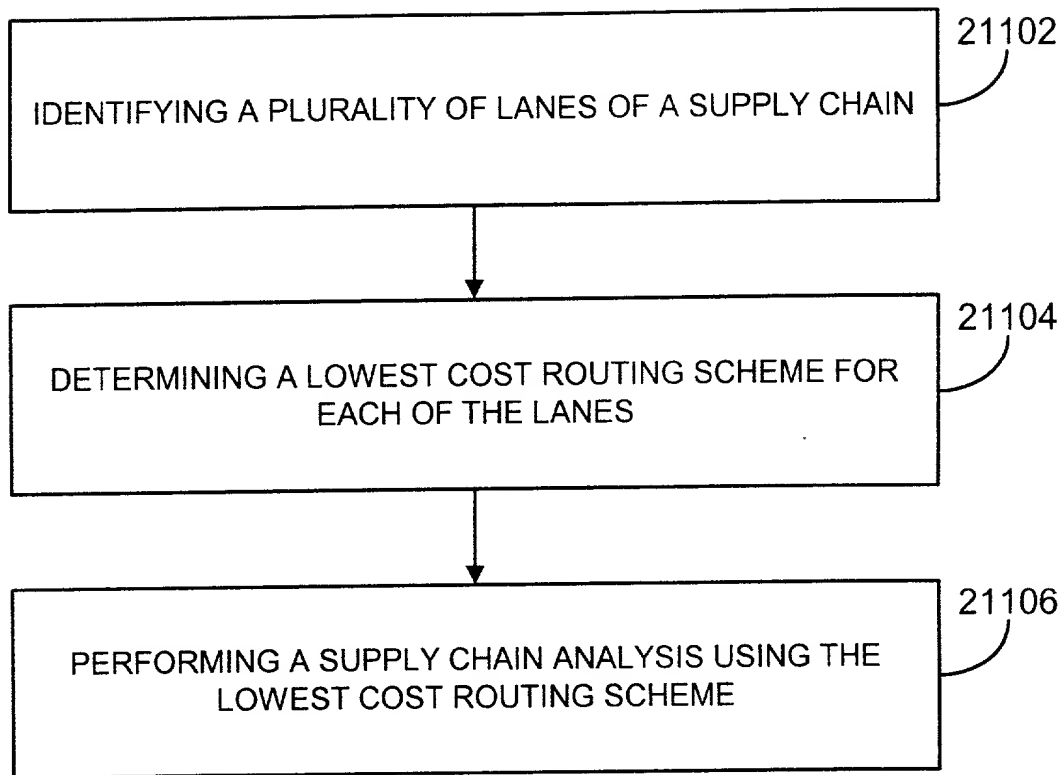 21102
IDENTIFYING A PLURALITY OF LANES OF A SUPPLY CHAIN
21104
DETERMINING A LOWEST COST ROUTING SCHEME FOR
EACH OF THE LANES
21106
PERFORMING A SUPPLY CHAIN ANALYSIS USING THE
LOWEST COST ROUTING SCHEME